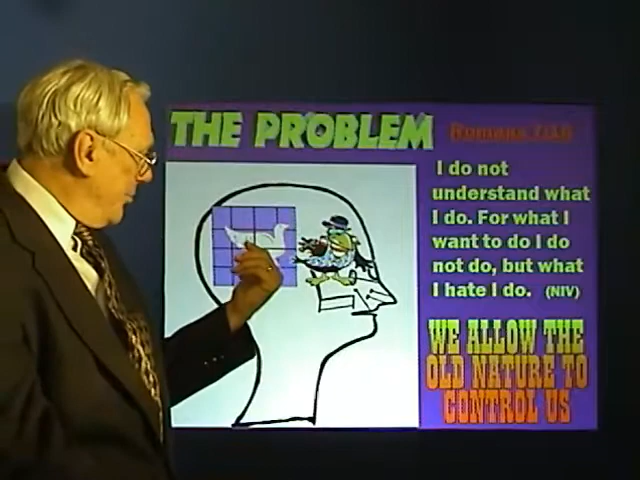 THE PROBLEM
Romans 7:15
I do not
understand what
I do. For what I
want to do I do
not do, but what
I hate I do. (NIV)
WE ALLOW THE
OLD NATURE TO
CONTROL US